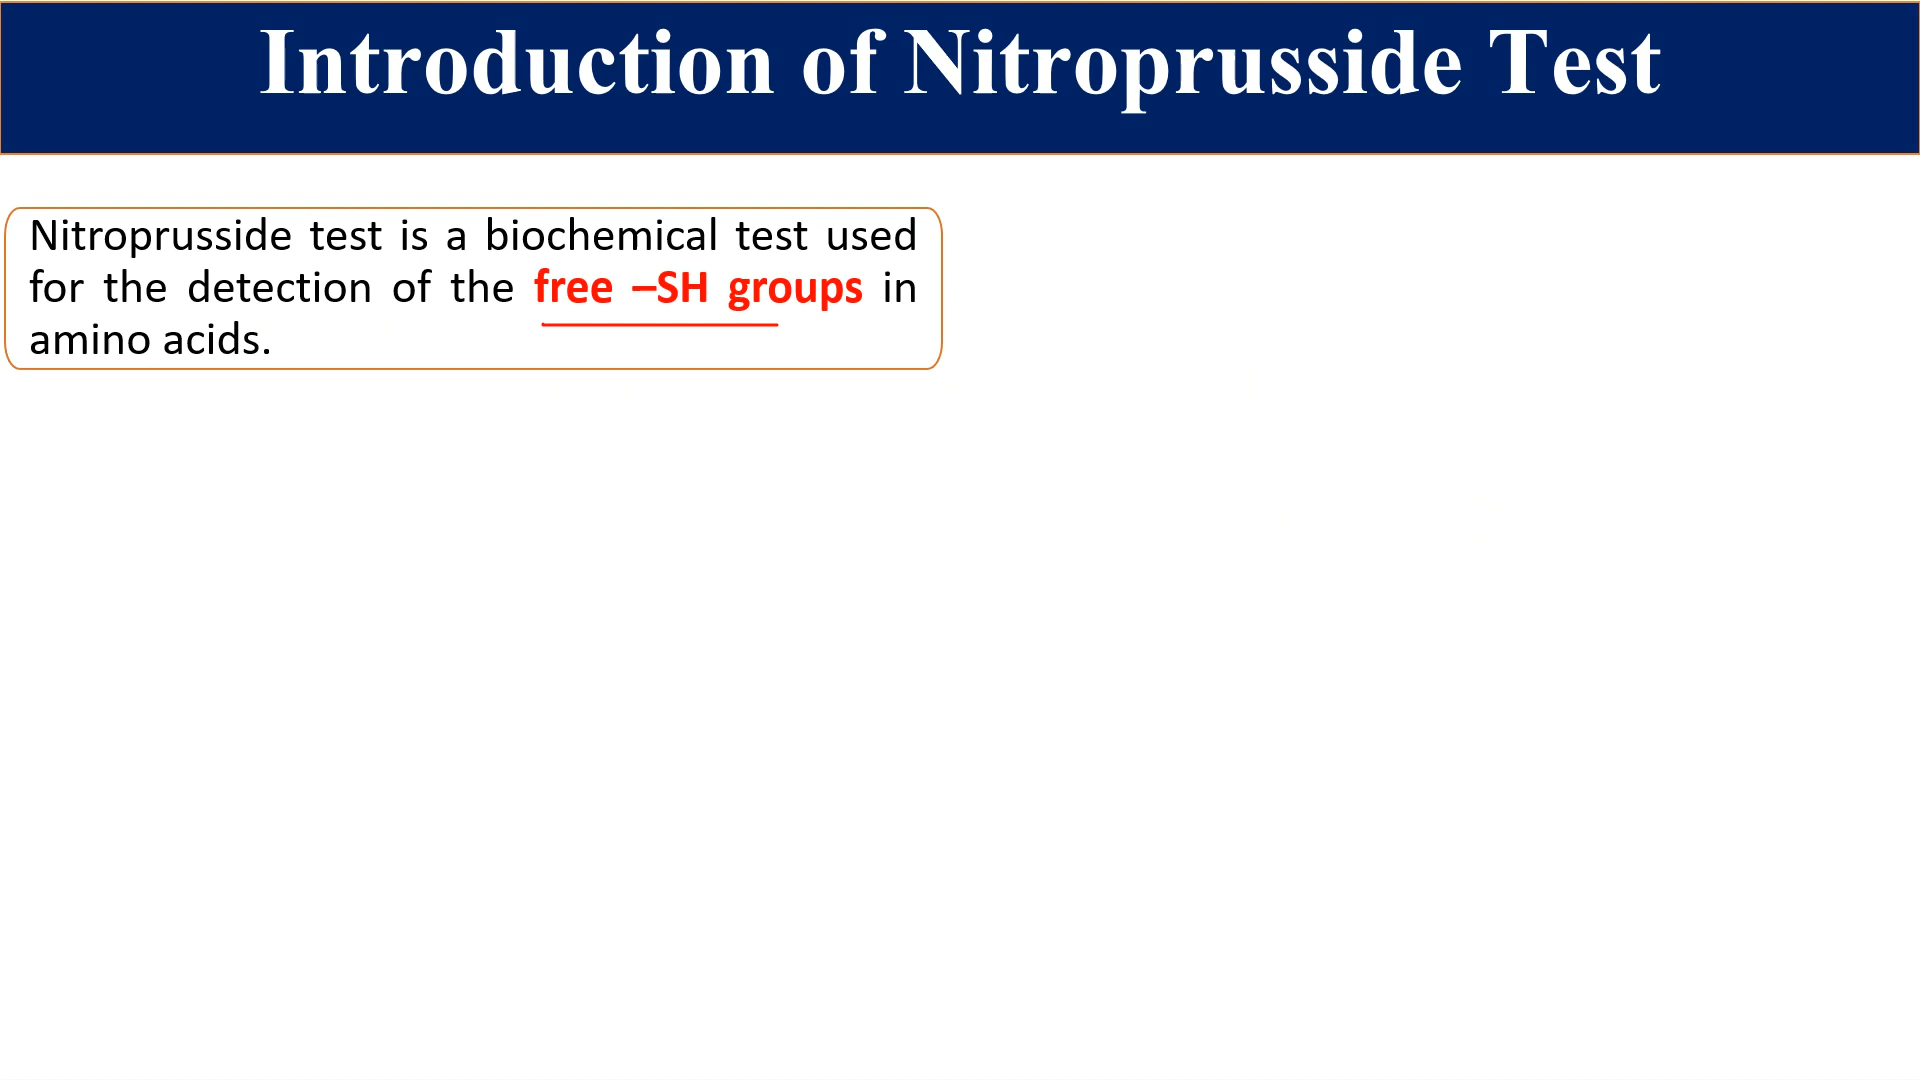 Introduction of Nitroprusside Test
Nitroprusside test is a biochemical test used
for the detection of the free –SH groups in
amino acids.